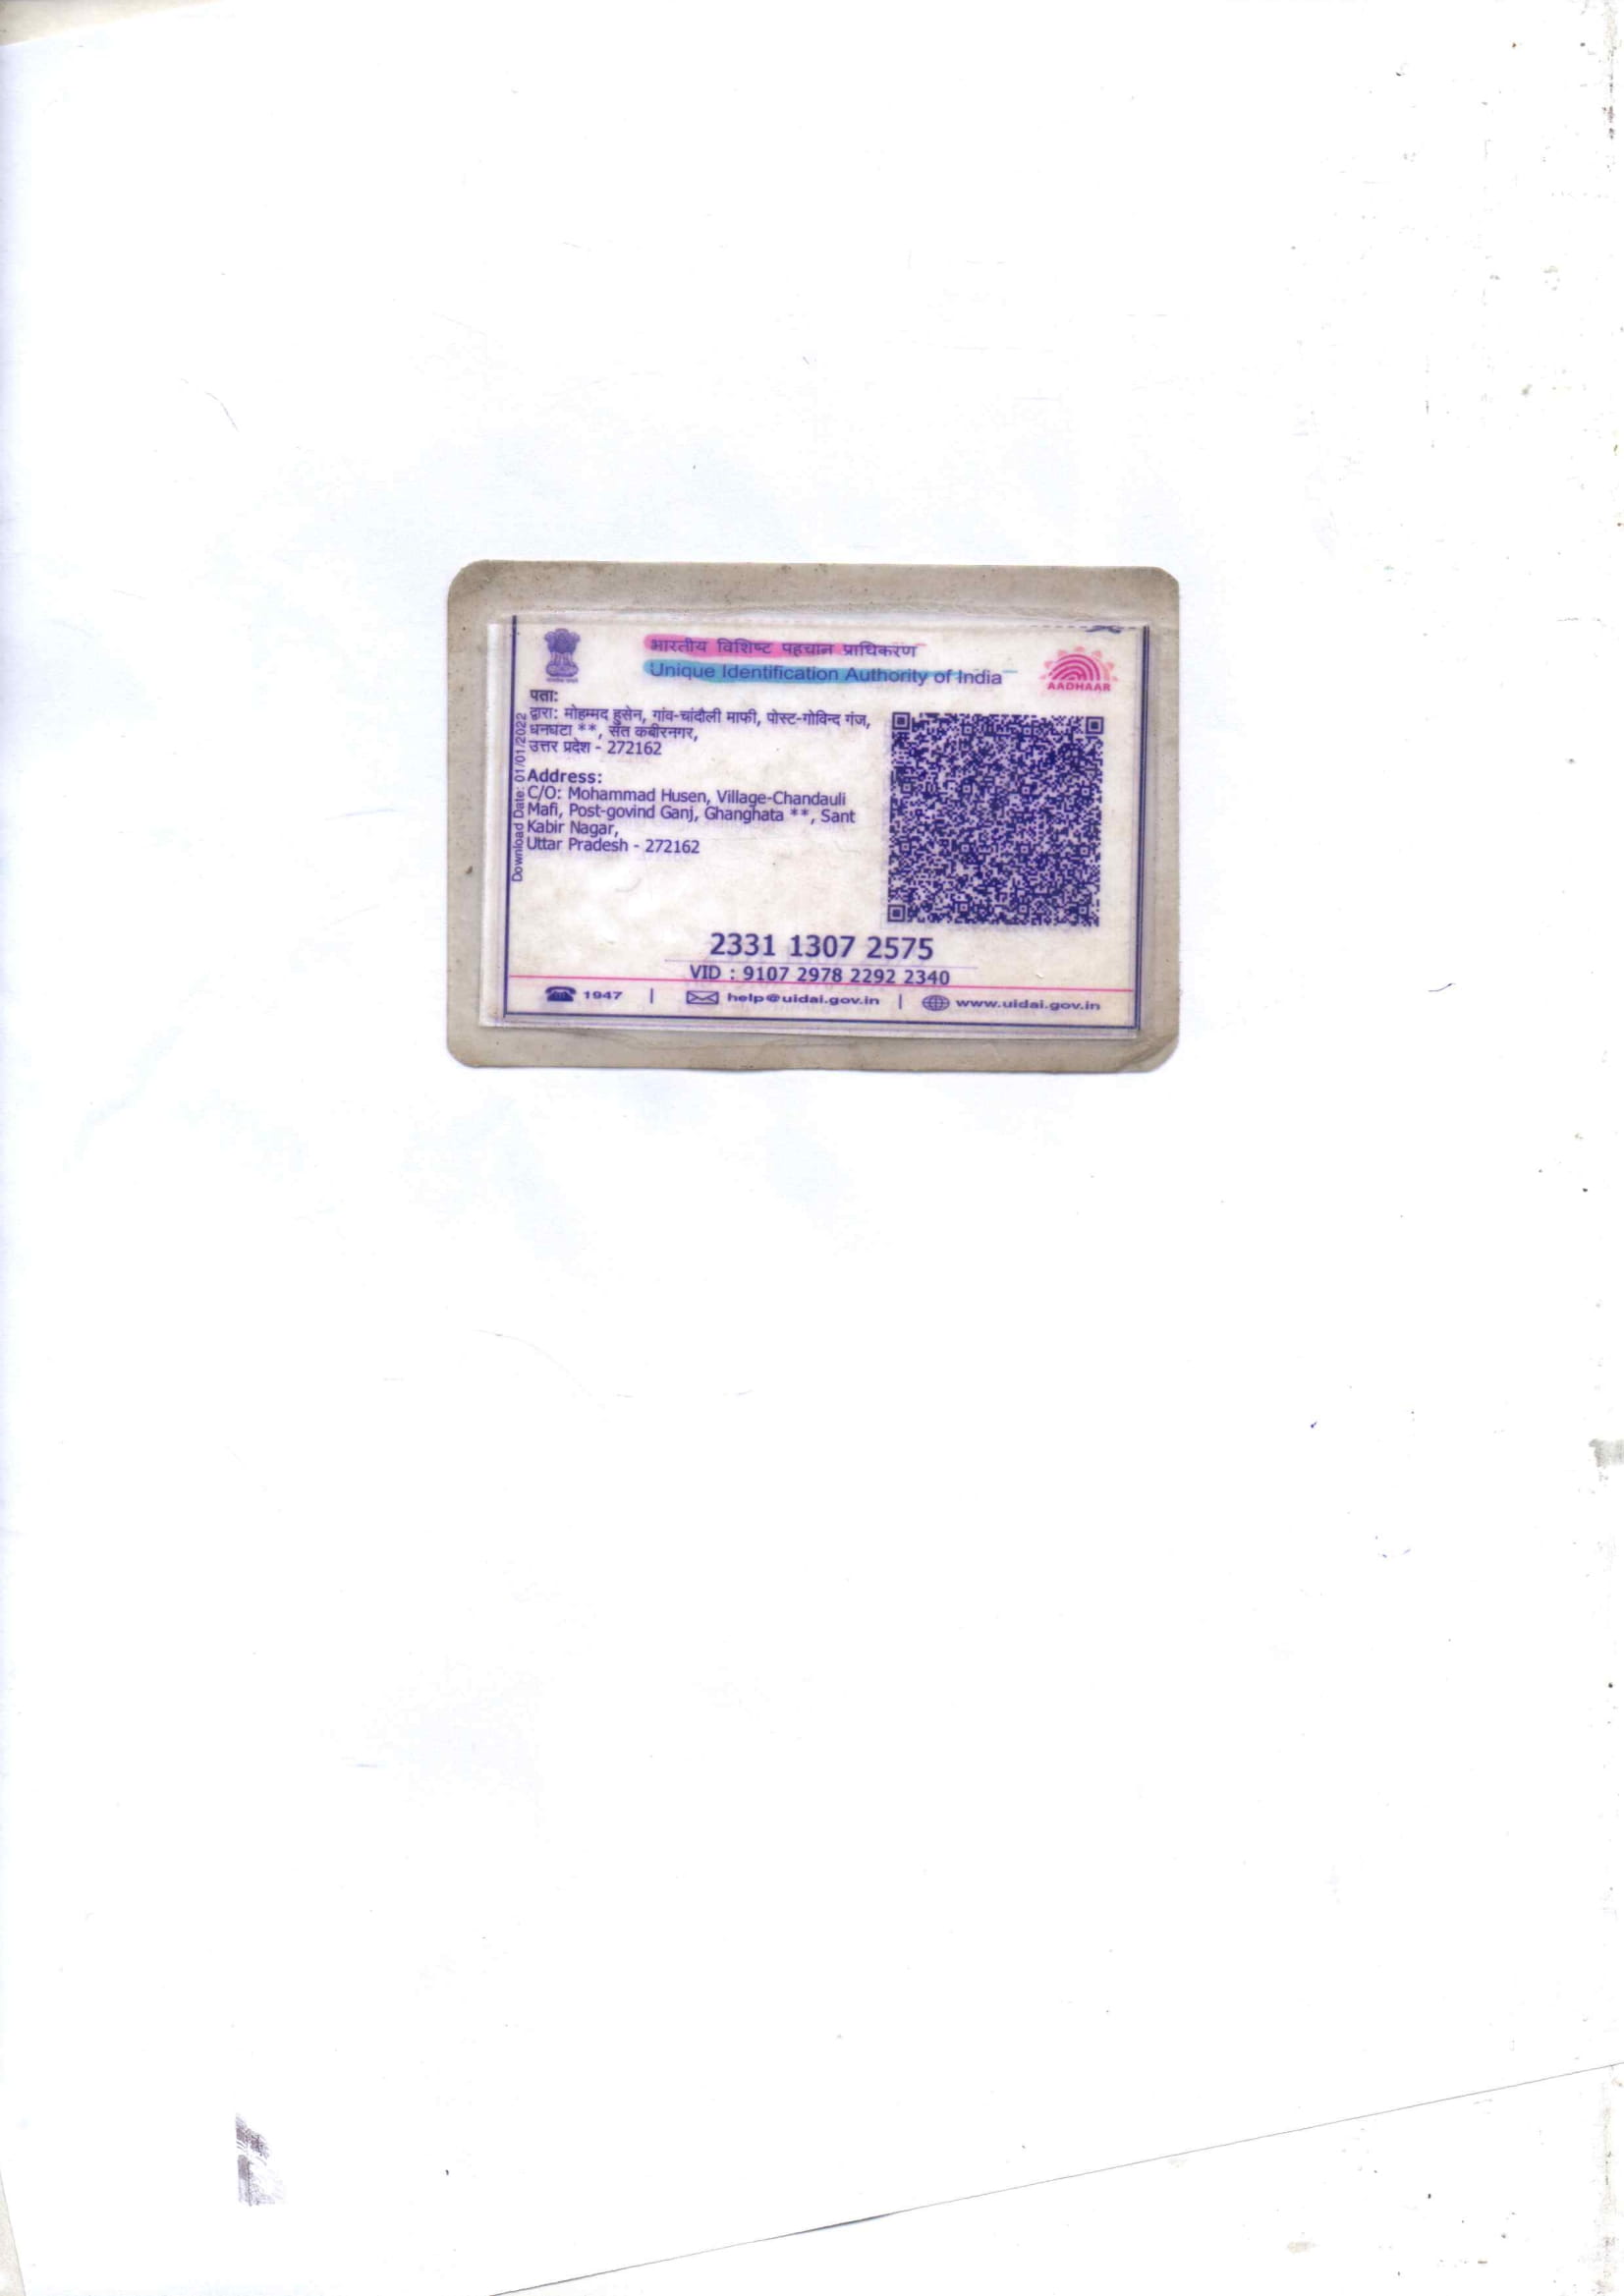 भारतीय विशिष्ट पहचान प्राधिकरण
Unique Identification Authority of India
AADHAAR
पता:
द्वारा: मोहम्मद हुसेन, गांव-चांदौली माफी, पोस्ट-गोविन्द गंज,
धनघटा **, संत कबीरनगर,
उत्तर प्रदेश - 272162
Address:
C/O: Mohammad Husen, Village-Chandauli
Mafi, Post-govind Ganj, Ghanghata **, Sant
Kabir Nagar,
Uttar Pradesh - 272162
Download Date: 01/01/2022
2331 1307 2575
VID : 9107 2978 2292 2340
1947 | help@uidai.gov.in | www.uidai.gov.in